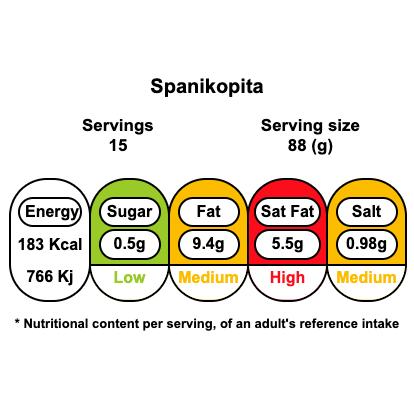 Spanikopita
Servings
15
Serving size
88 (g)
Energy
183 Kcal
766 Kj
Sugar
0.5g
Low
Fat
9.4g
Medium
Sat Fat
5.5g
High
Salt
0.98g
Medium
* Nutritional content per serving, of an adult's reference intake